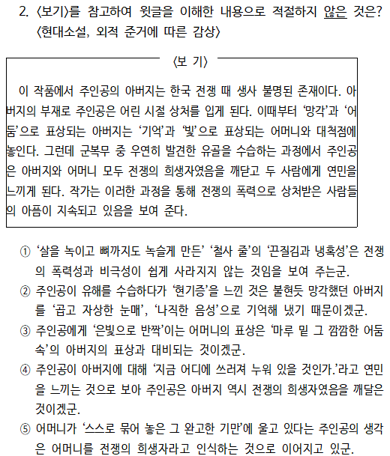 2. <보기>를 참고하여 윗글을 이해한 내용으로 적절하지 않은 것은?
<현대소설, 외적 준거에 따른 감상>
<보 기>
이 작품에서 주인공의 아버지는 한국 전쟁 때 생사 불명된 존재이다. 아
버지의 부재로 주인공은 어린 시절 상처를 입게 된다. 이때부터 ‘망각’과 ‘어
둠’으로 표상되는 아버지는 ‘기억’과 ‘빛’으로 표상되는 어머니와 대척점에
놓인다. 그런데 군복무 중 우연히 발견한 유골을 수습하는 과정에서 주인공
은 아버지와 어머니 모두 전쟁의 희생자였음을 깨닫고 두 사람에게 연민을
느끼게 된다. 작가는 이러한 과정을 통해 전쟁의 폭력으로 상처받은 사람들
의 아픔이 지속되고 있음을 보여 준다.
① ‘살을 녹이고 뼈까지도 녹슬게 만든’ ‘철사 줄’의 ‘끈질김과 냉혹성’은 전쟁
의 폭력성과 비극성이 쉽게 사라지지 않는 것임을 보여 주는군.
② 주인공이 유해를 수습하다가 ‘현기증’을 느낀 것은 불현듯 망각했던 아버지
를 ‘곱고 자상한 눈매’, ‘나직한 음성’으로 기억해 냈기 때문이겠군.
③ 주인공에게 ‘은빛으로 반짝’이는 어머니의 표상은 ‘마루 밑 그 깜깜한 어둠
속’의 아버지의 표상과 대비되는 것이겠군.
④ 주인공이 아버지에 대해 ‘지금 어디에 쓰러져 누워 있을 것인가.’라고 연민
을 느끼는 것으로 보아 주인공은 아버지 역시 전쟁의 희생자였음을 깨달은
것이겠군.
⑤ 어머니가 ‘스스로 묶어 놓은 그 완고한 기만’에 울고 있다는 주인공의 생각
은 어머니를 전쟁의 희생자라고 인식하는 것으로 이어지고 있군.